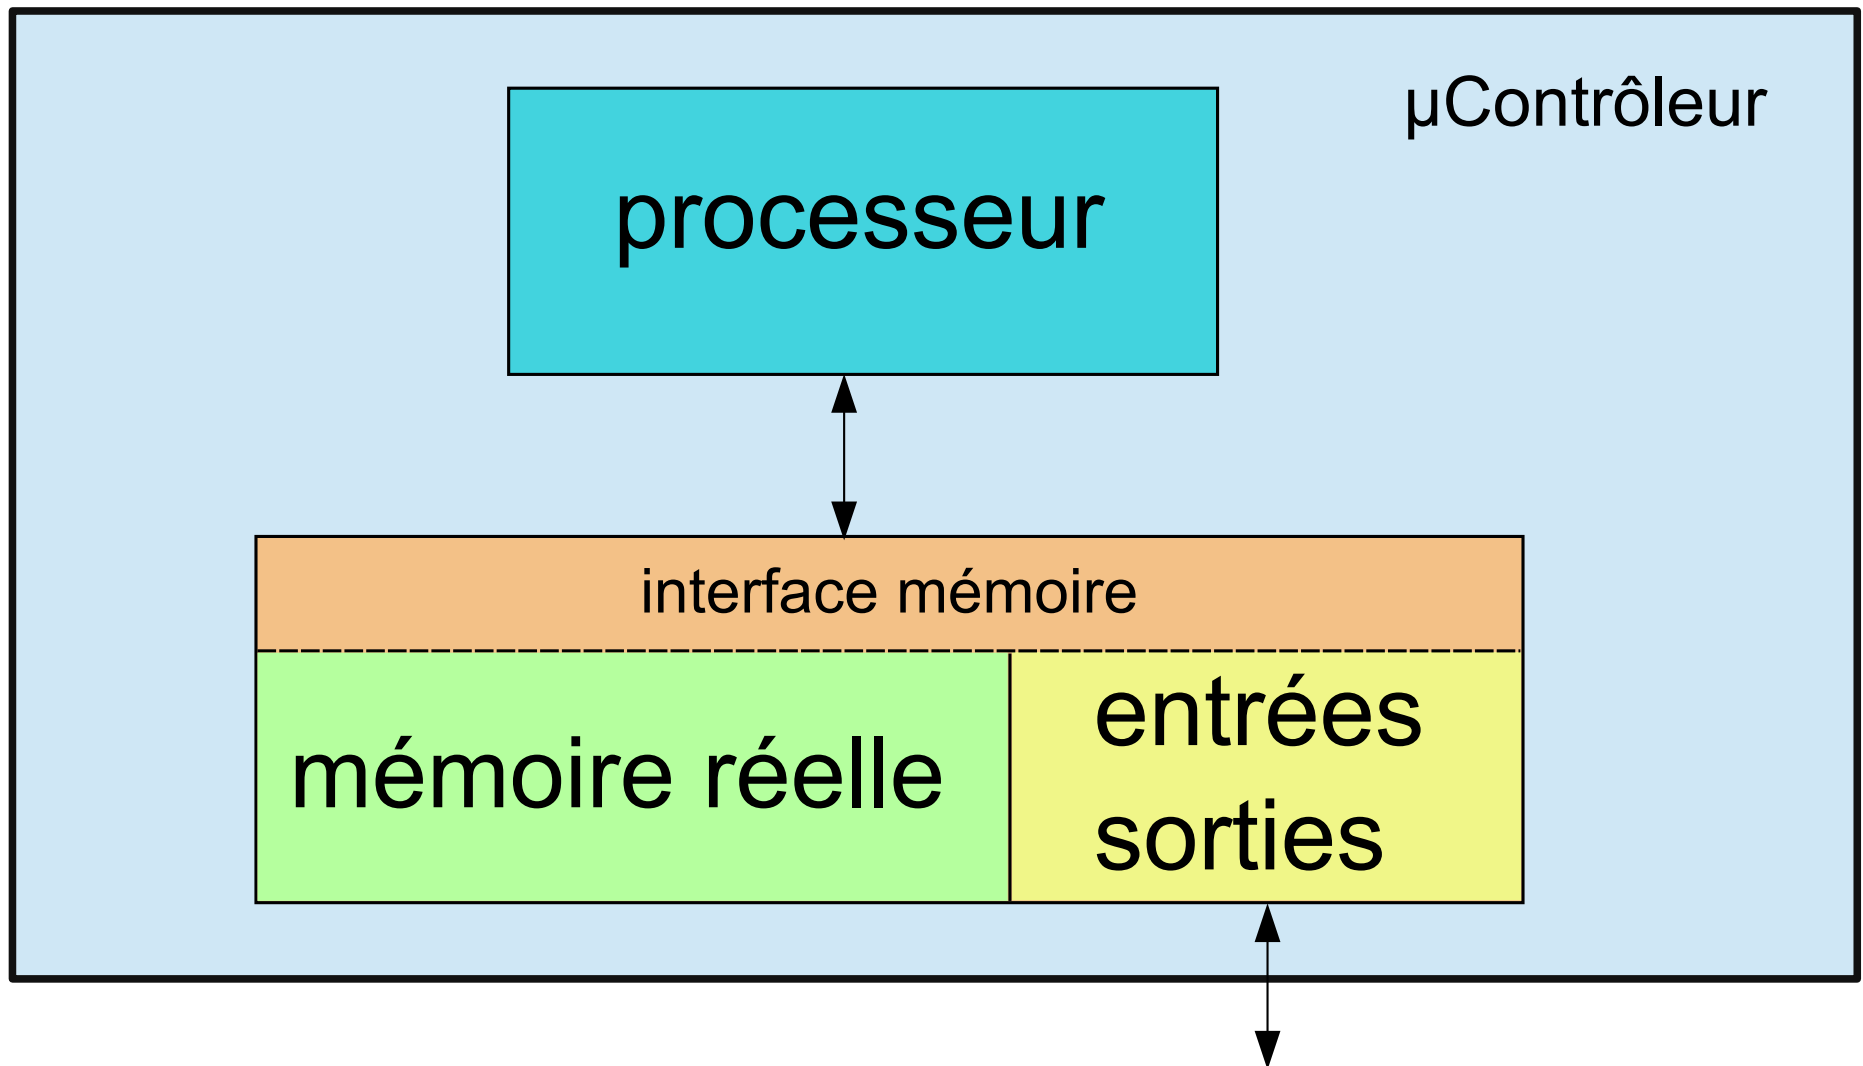 µContrôleur
processeur
interface mémoire
mémoire réelle
entrées
sorties